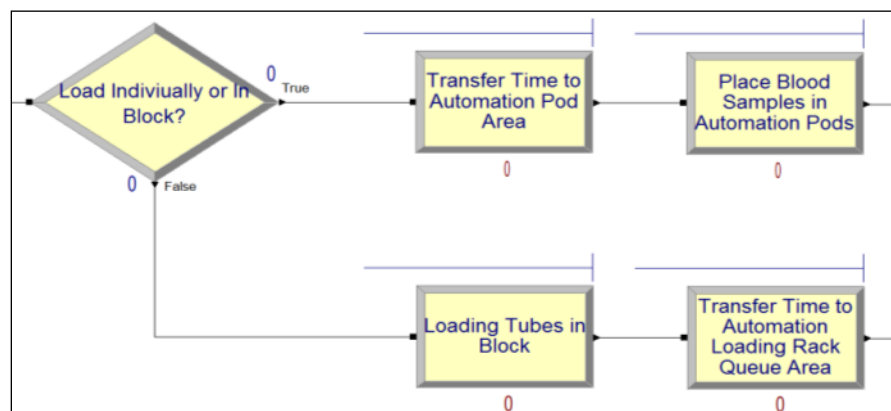 0
Load Indiviually or In
Block?
True
0
False
Transfer Time to
Automation Pod
Area
0
Place Blood
Samples in
Automation Pods
0
Loading Tubes in
Block
0
Transfer Time to
Automation
Loading Rack
Queue Area
0